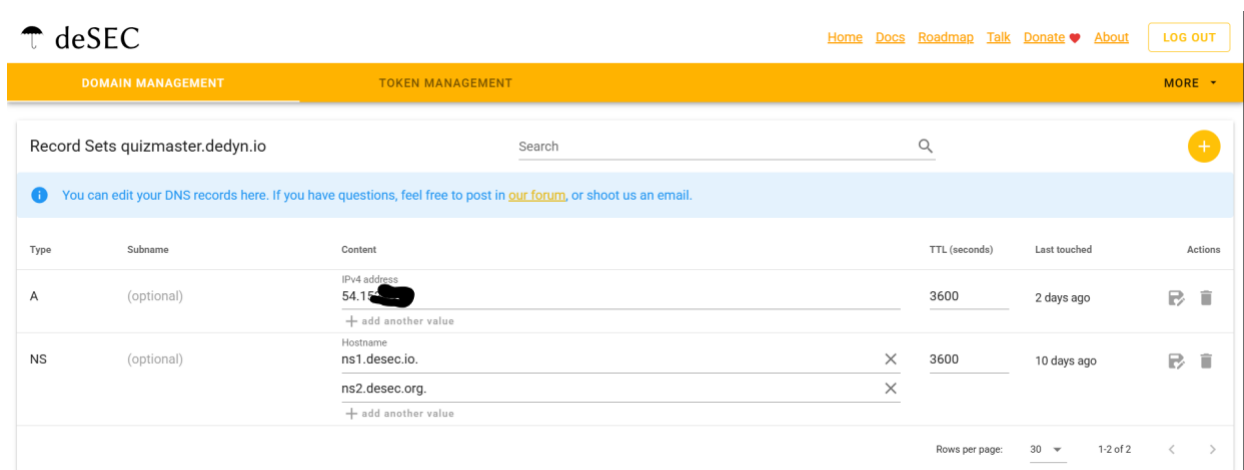 deSEC
Home Docs Roadmap Talk Donate About LOG OUT
DOMAIN MANAGEMENT TOKEN MANAGEMENT MORE
Record Sets quizmaster.dedyn.io Search
You can edit your DNS records here. If you have questions, feel free to post in our forum, or shoot us an email.
Type Subname Content TTL (seconds) Last touched Actions
IPv4 address
A (optional) 54.15 3600 2 days ago
+ add another value
Hostname
NS (optional) ns1.desec.io. 3600 10 days ago
ns2.desec.org.
+ add another value
Rows per page: 30 1-2 of 2